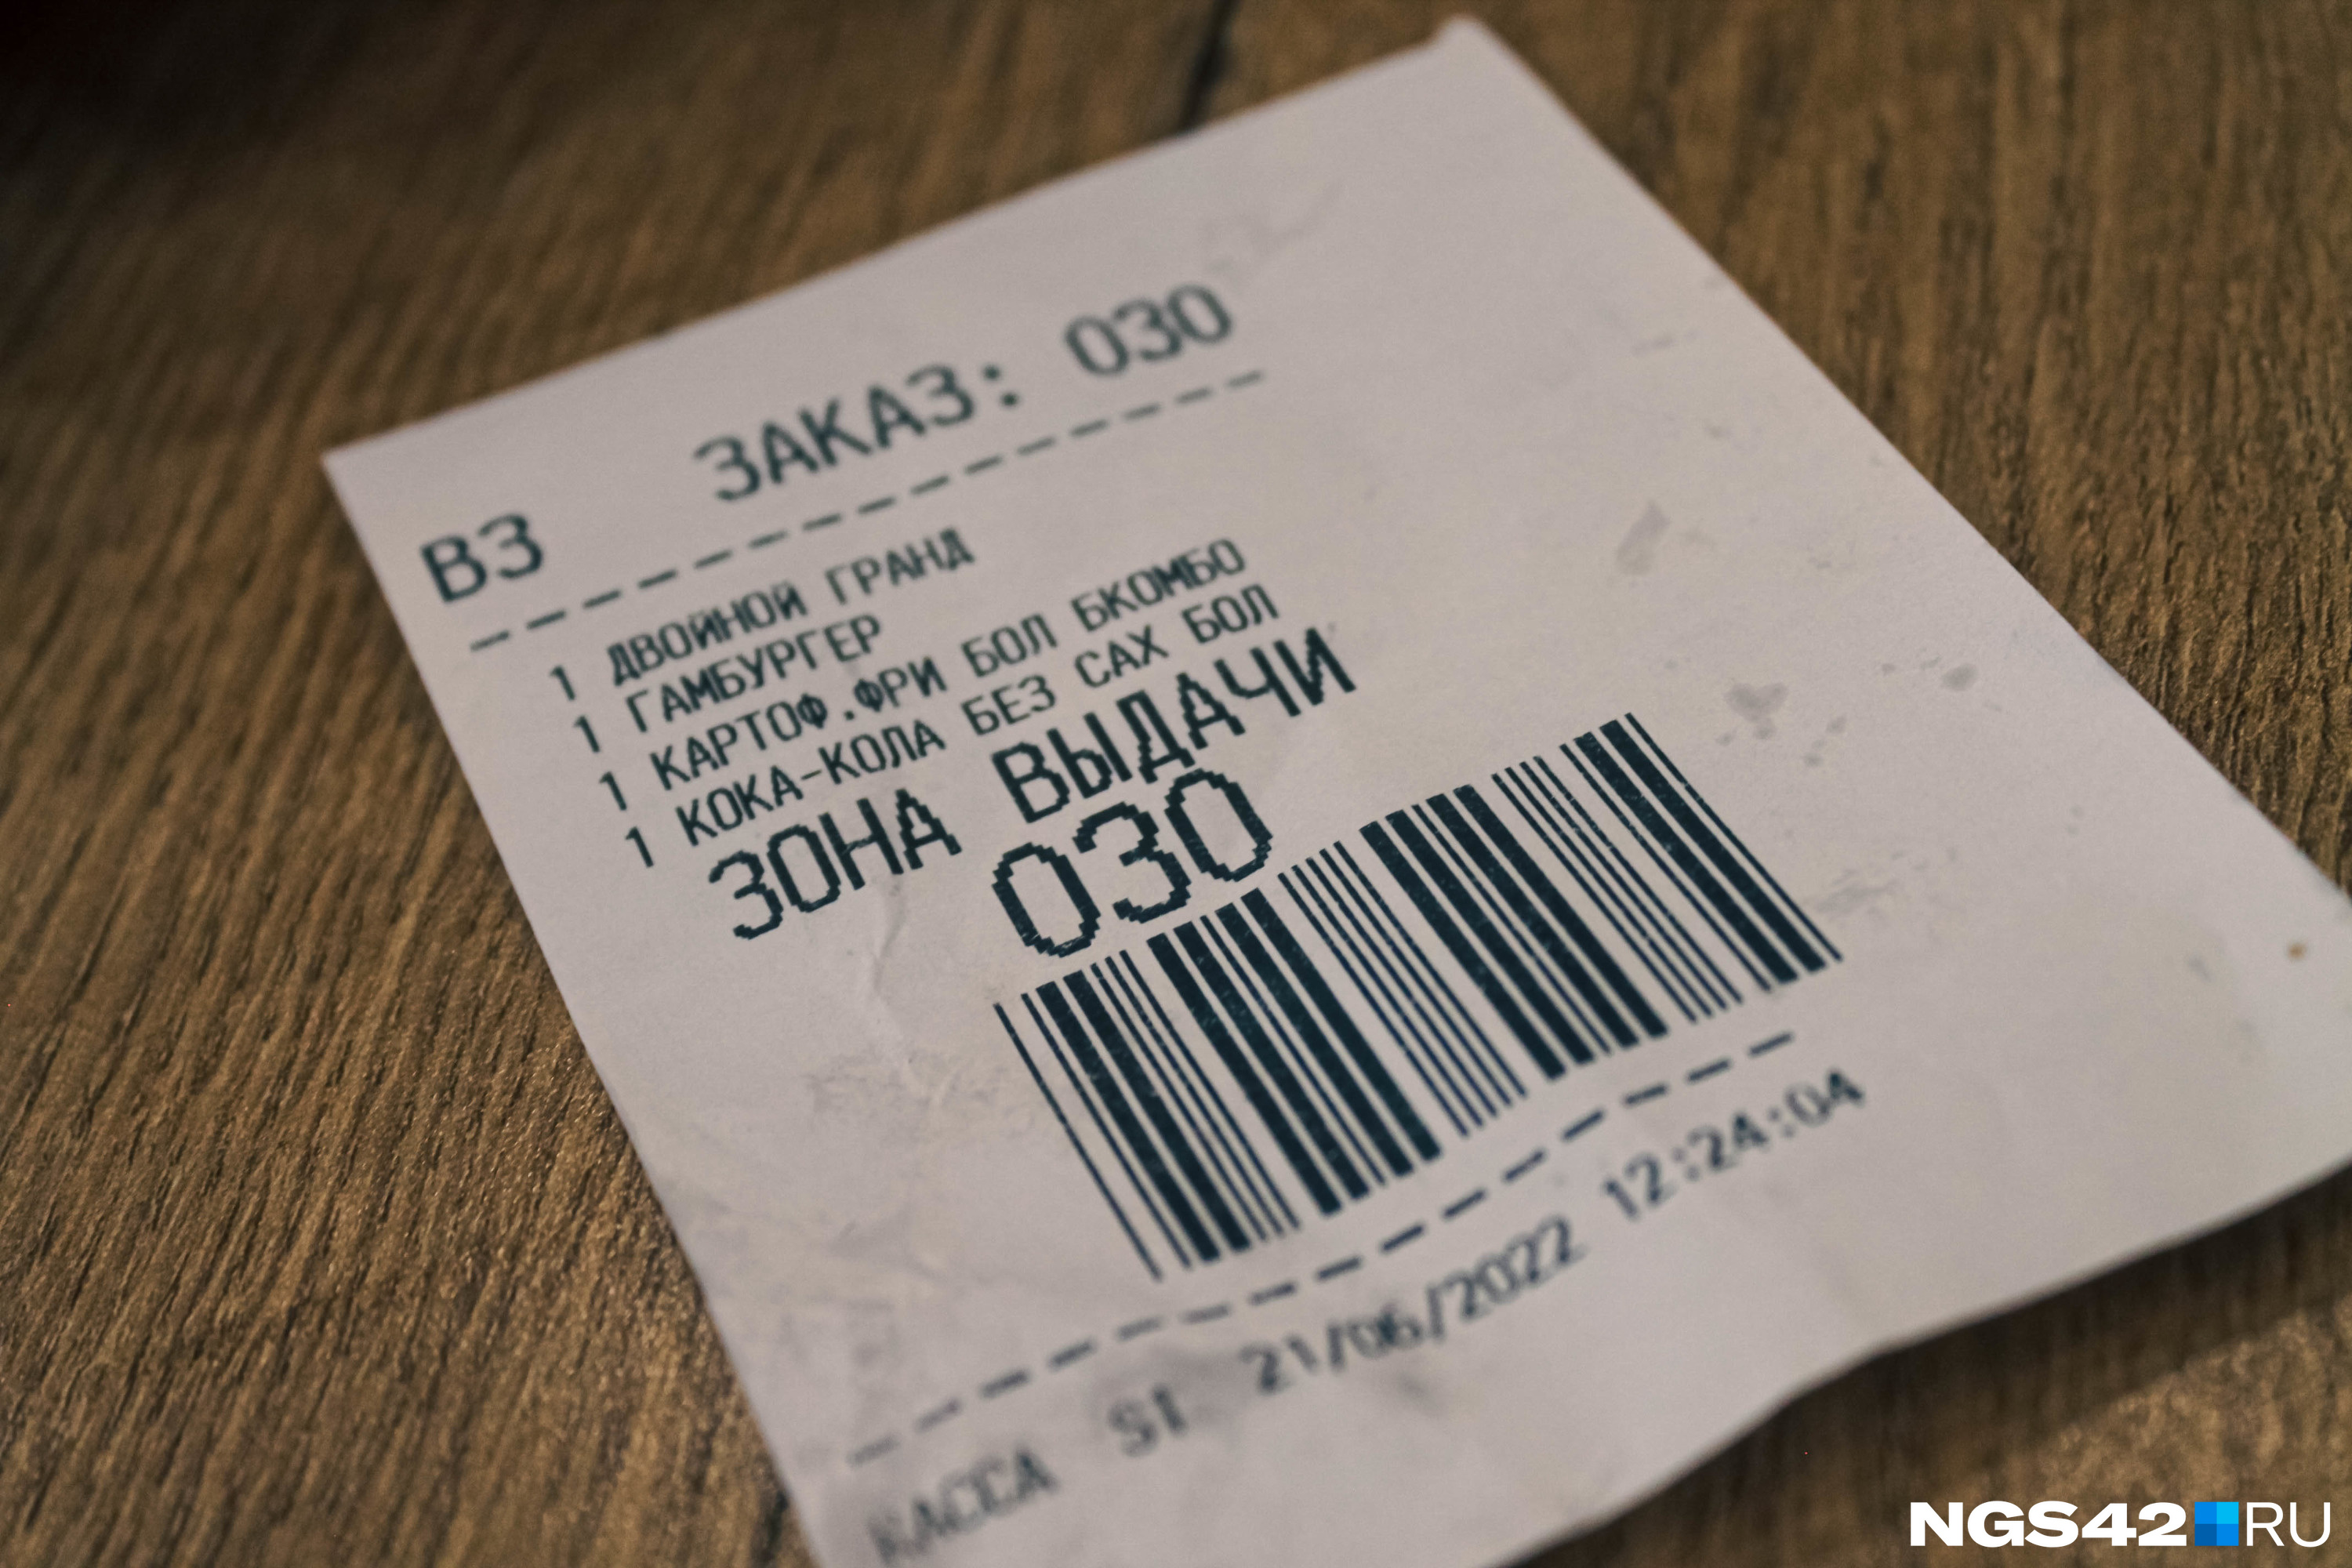 ВЗ ЗАКАЗ: 030
1 ДВОЙНОЙ ГРАНД
1 ГАМБУРГЕР
1 КАРТОФ.ФРИ БОЛ БКОМБО
1 КОКА-КОЛА БЕЗ САХ БОЛ
ЗОНА ВЫДАЧИ
030
КАССА S1 21/06/2022 12:24:04
NGS42 RU